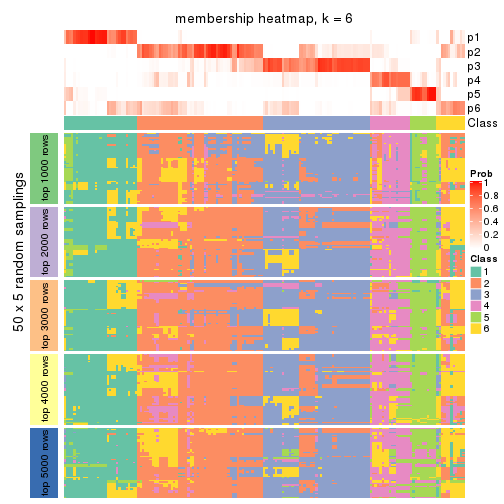 membership heatmap, k = 6
p1
p2
p3
p4
p5
p6
Class
50 x 5 random samplings
top 1000 rows
top 2000 rows
top 3000 rows
top 4000 rows
top 5000 rows
Prob
1
0.8
0.6
0.4
0.2
0
Class
1
2
3
4
5
6